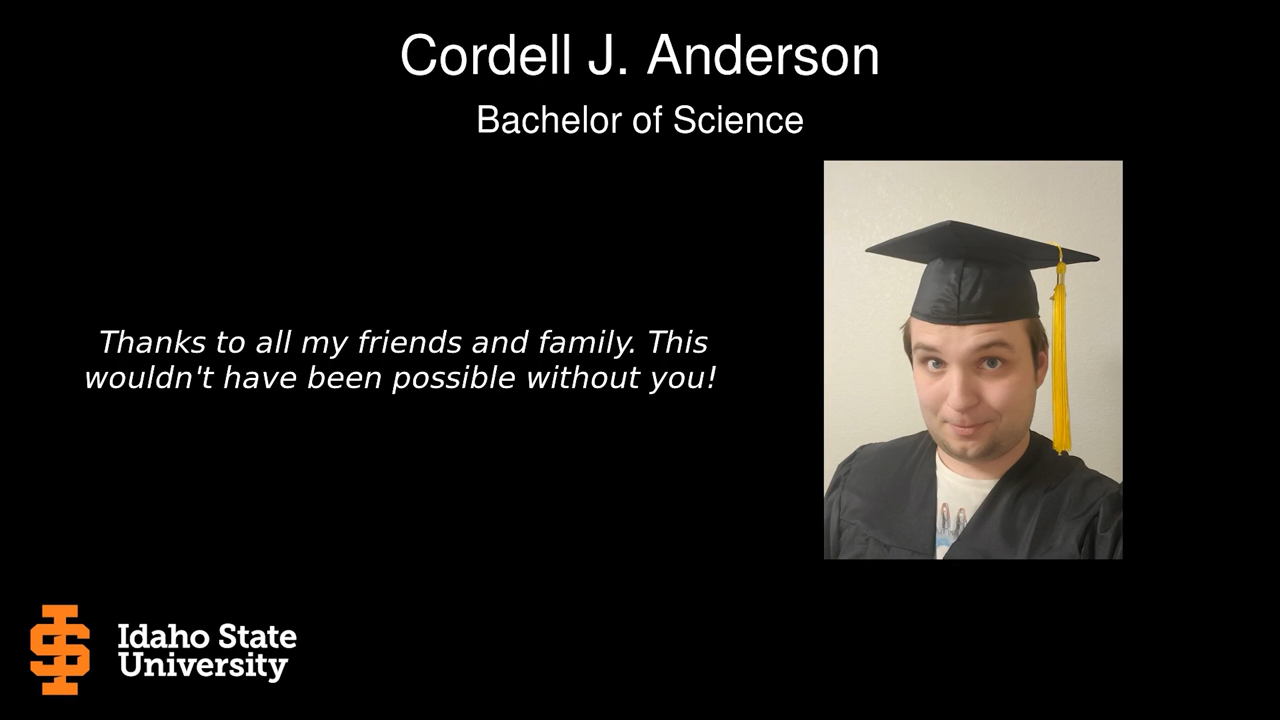 Cordell J. Anderson
Bachelor of Science
Thanks to all my friends and family. This
wouldn't have been possible without you!
Idaho State
University